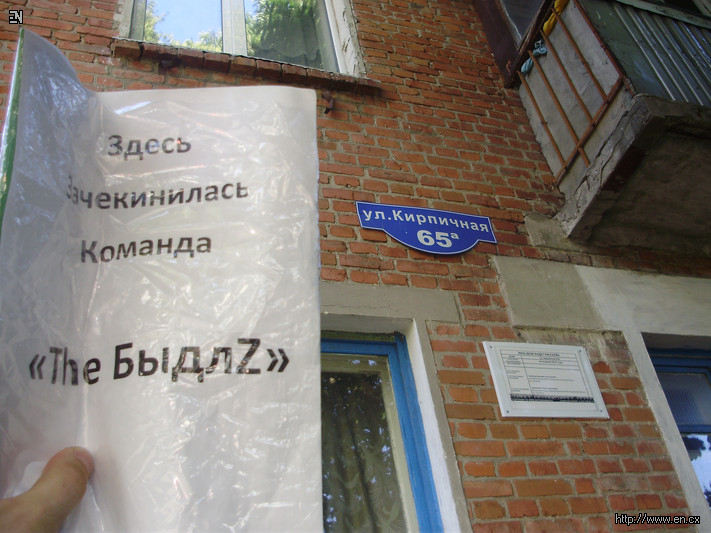 EN
Здесь
Зачекинилась
Команда
«The БыдлZ»
ул.Кирпичная
65а
http://www.en.cx